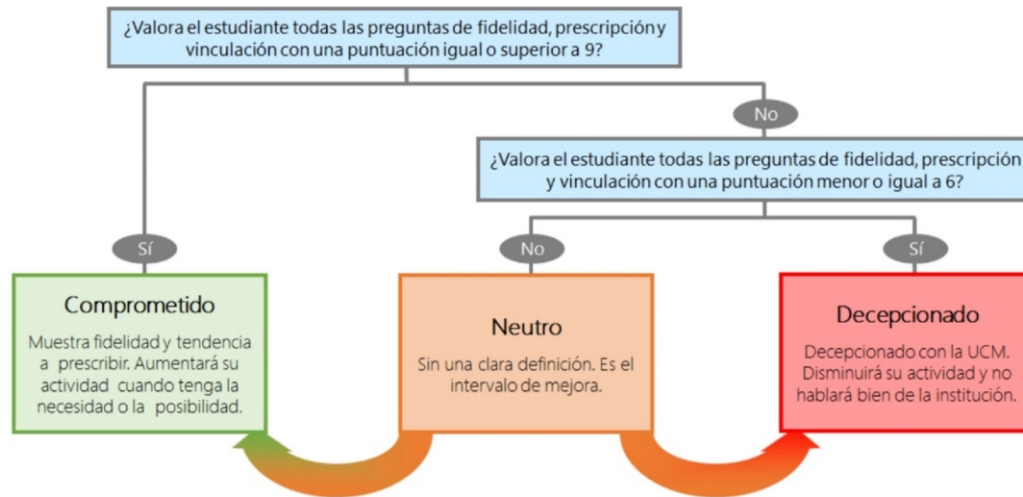 ¿Valora el estudiante todas las preguntas de fidelidad, prescripción y
vinculación con una puntuación igual o superior a 9?
No
¿Valora el estudiante todas las preguntas de fidelidad, prescripción
y vinculación con una puntuación menor o igual a 6?
Sí
No
Sí
Comprometido
Muestra fidelidad y tendencia
a prescribir. Aumentará su
actividad cuando tenga la
necesidad o la posibilidad.
Neutro
Sin una clara definición. Es el
intervalo de mejora.
Decepcionado
Decepcionado con la UCM.
Disminuirá su actividad y no
hablará bien de la institución.